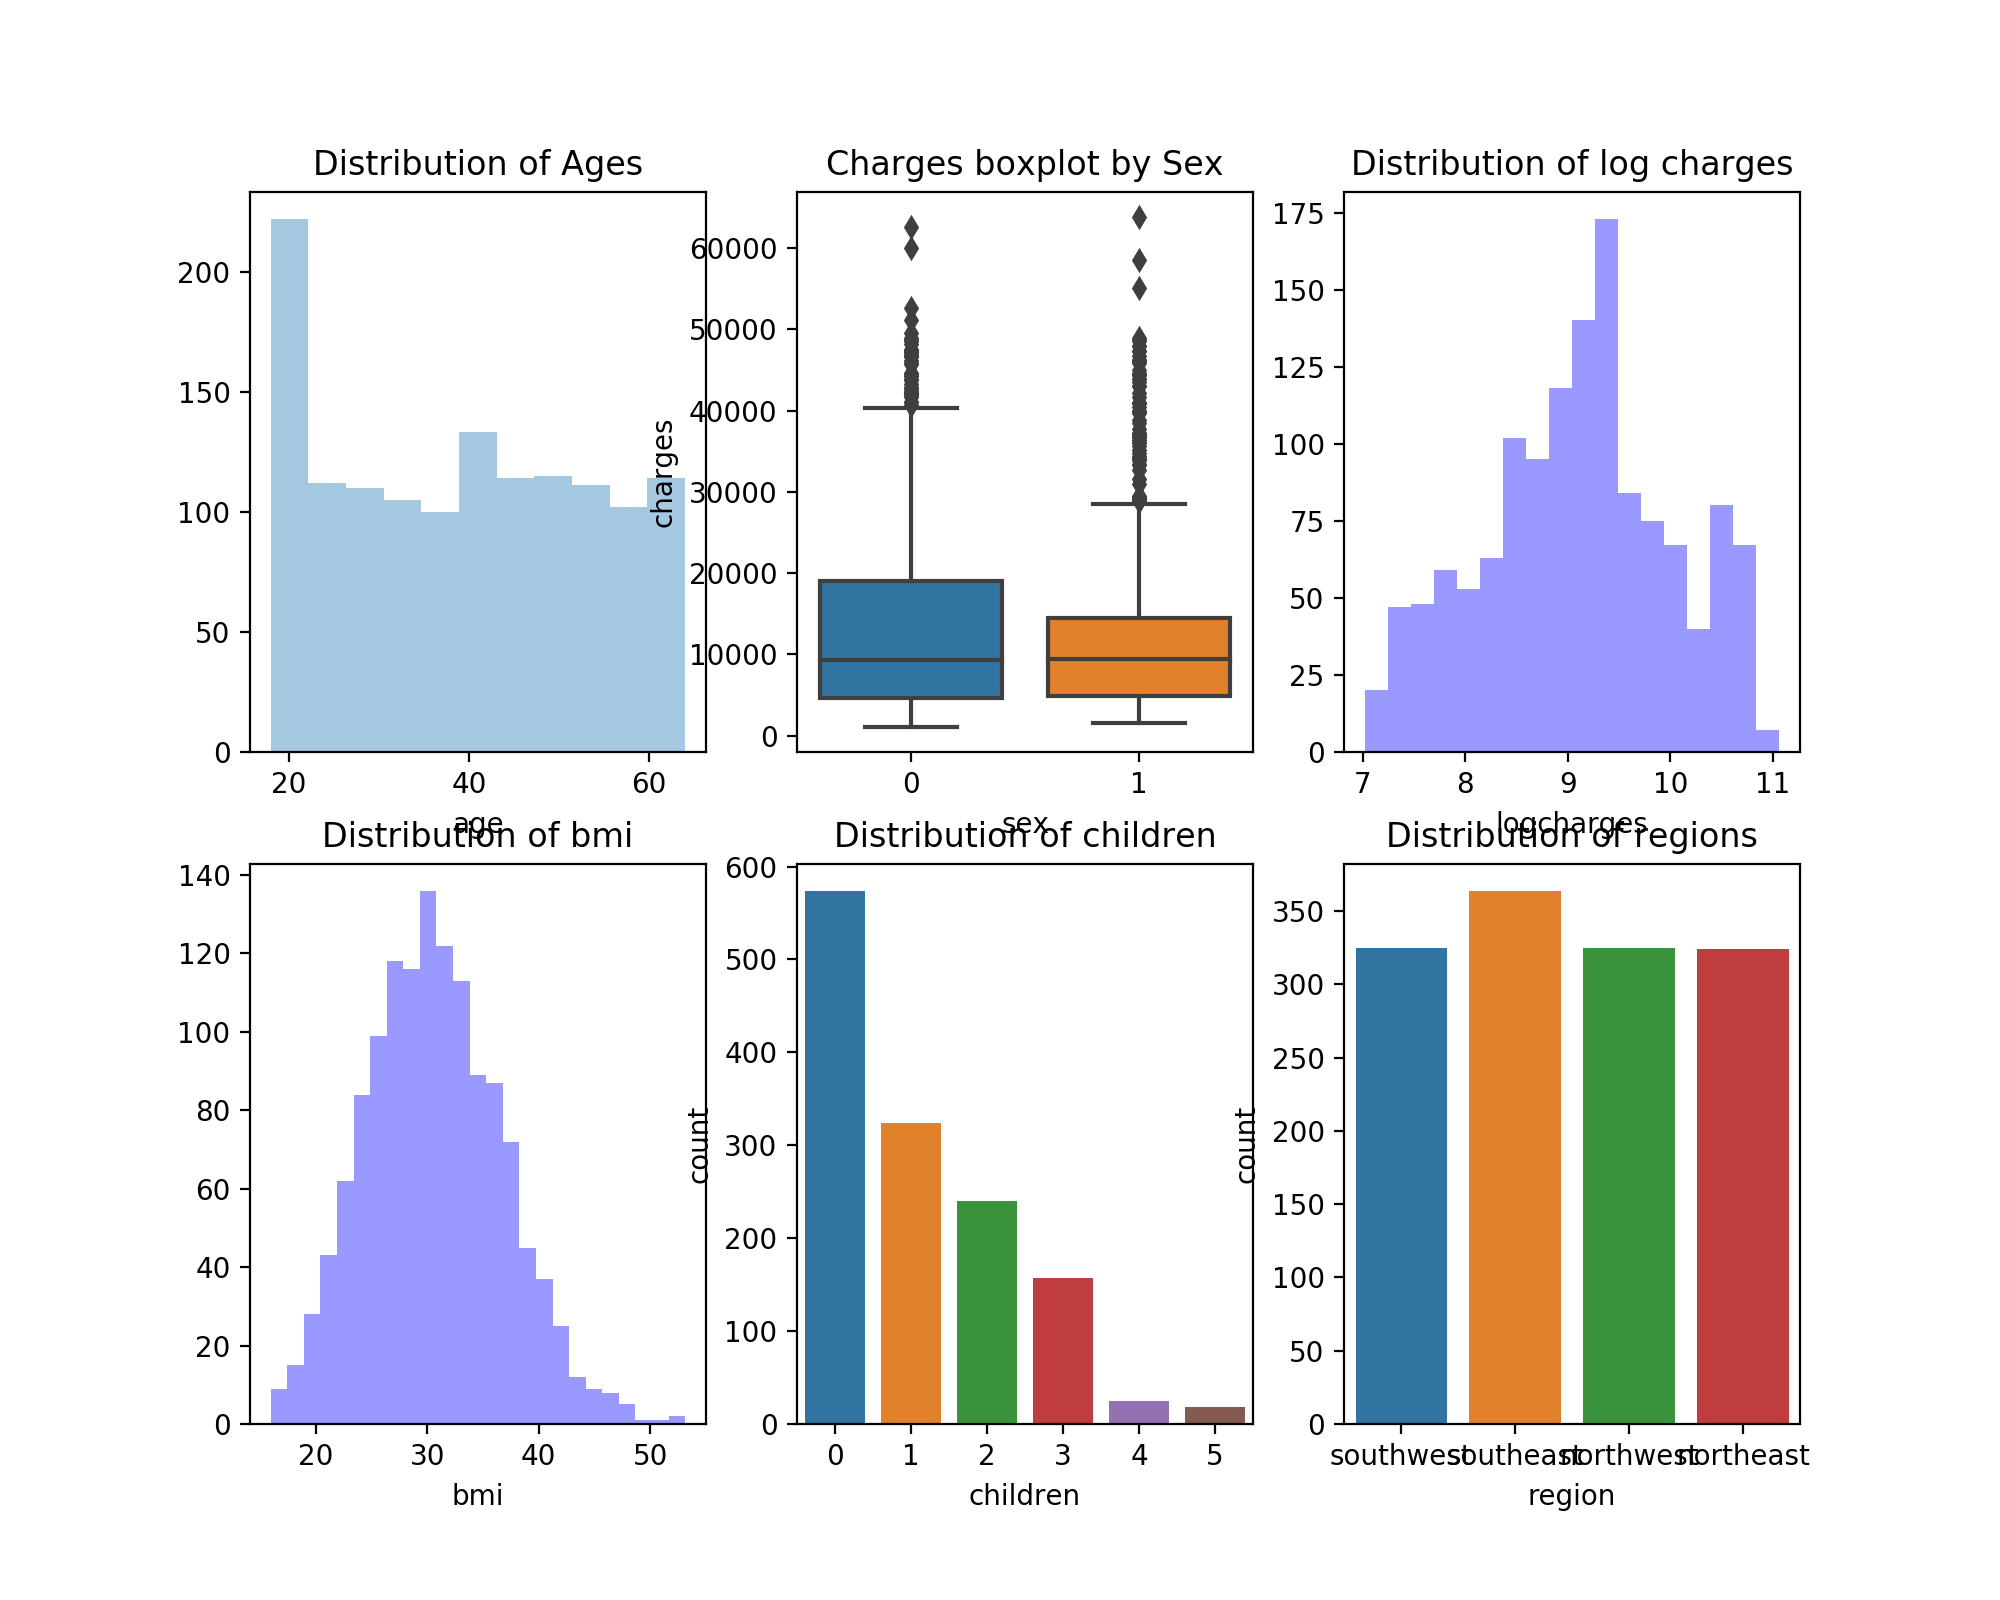 Distribution of Ages
200
150
100
50
0
20 40 60
age
Charges boxplot by Sex
charges
60000
50000
40000
30000
20000
10000
0
0 1
sex
Distribution of log charges
175
150
125
100
75
50
25
0
7 8 9 10 11
logcharges
Distribution of bmi
140
120
100
80
60
40
20
0
20 30 40 50
bmi
Distribution of children
count
600
500
400
300
200
100
0
0 1 2 3 4 5
children
Distribution of regions
count
350
300
250
200
150
100
50
0
southwest southeast northwest northeast
region